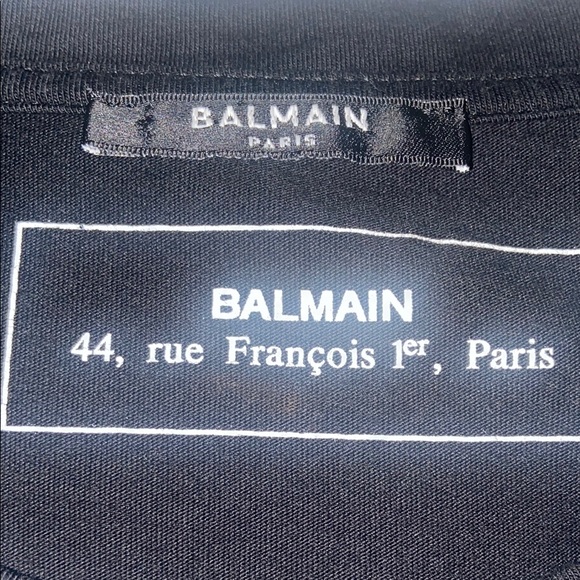 BALMAIN
PARIS
BALMAIN
44, rue François 1er, Paris